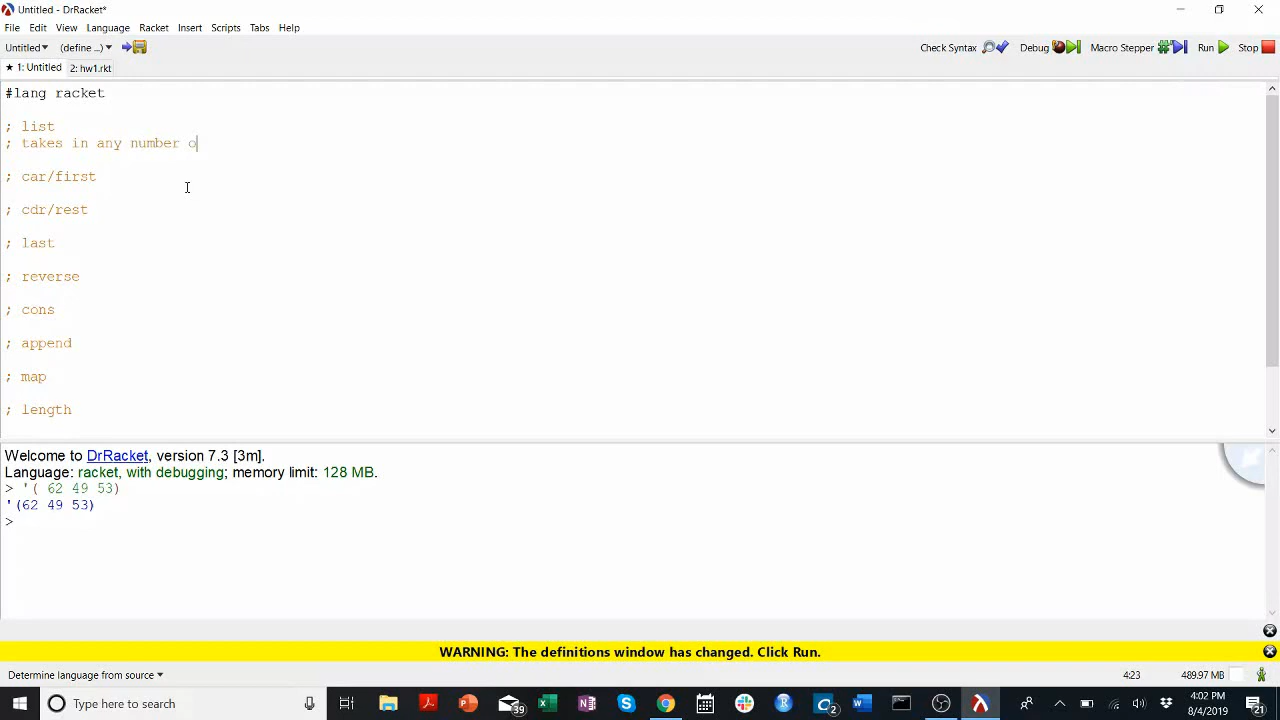 Untitled - DrRacket*
File Edit View Language Racket Insert Scripts Tabs Help
Untitled▾ (define ...)▾ Check Syntax Debug Macro Stepper Run Stop
★ 1: Untitled 2: hw1.rkt
#lang racket
; list
; takes in any number o
; car/first
; cdr/rest
; last
; reverse
; cons
; append
; map
; length
Welcome to DrRacket, version 7.3 [3m].
Language: racket, with debugging; memory limit: 128 MB.
> '( 62 49 53)
'(62 49 53)
>
WARNING: The definitions window has changed. Click Run.
Determine language from source▾ 4:23 489.97 MB
Type here to search 39 2 4:02 PM
8/4/2019 21